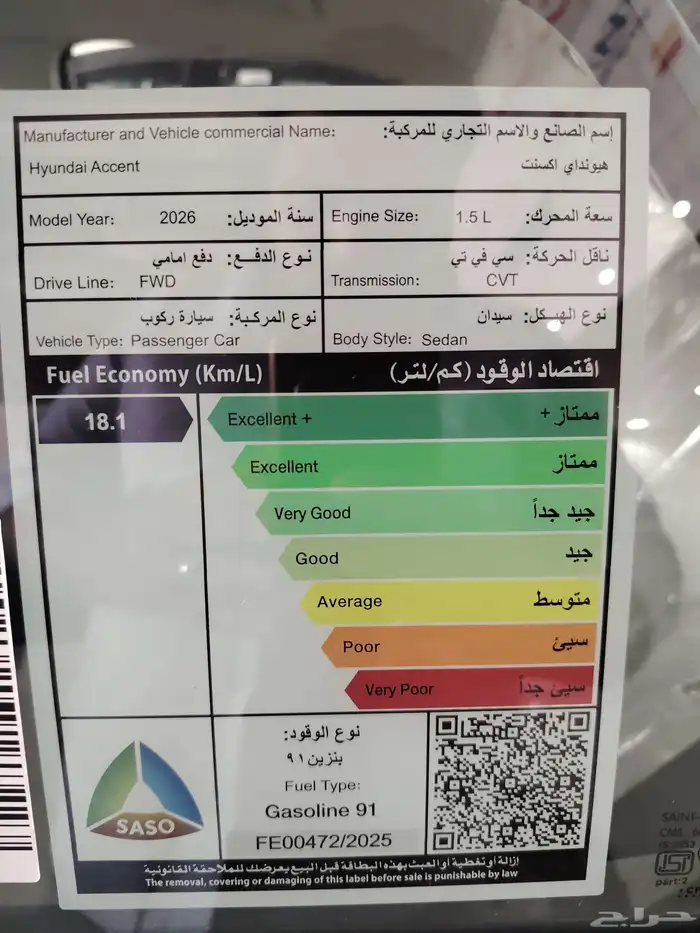 Manufacturer and Vehicle commercial Name: إسم الصانع والاسم التجاري للمركبة:
Hyundai Accent هيونداي اكسنت
Model Year: 2026 سنة الموديل:
Engine Size: 1.5 L سعة المحرك:
نوع الدفـع: دفع امامي
Drive Line: FWD
ناقل الحركة: سي في تي
Transmission: CVT
نوع المركبة: سيارة ركوب
Vehicle Type: Passenger Car
نوع الهيكل: سيدان
Body Style: Sedan
Fuel Economy (Km/L) اقتصاد الوقود (كم/لتر)
18.1
Excellent + ممتاز +
Excellent ممتاز
Very Good جيد جداً
Good جيد
Average متوسط
Poor سيئ
Very Poor سيئ جداً
SASO
نوع الوقود:
بنزين ٩١
Fuel Type:
Gasoline 91
FE00472/2025
إزالة أو تغطية أو العبث بهذه البطاقة قبل البيع يعرضك للملاحقة القانونية
The removal, covering or damaging of this label before sale is punishable by law
ISI
part:2
حراج